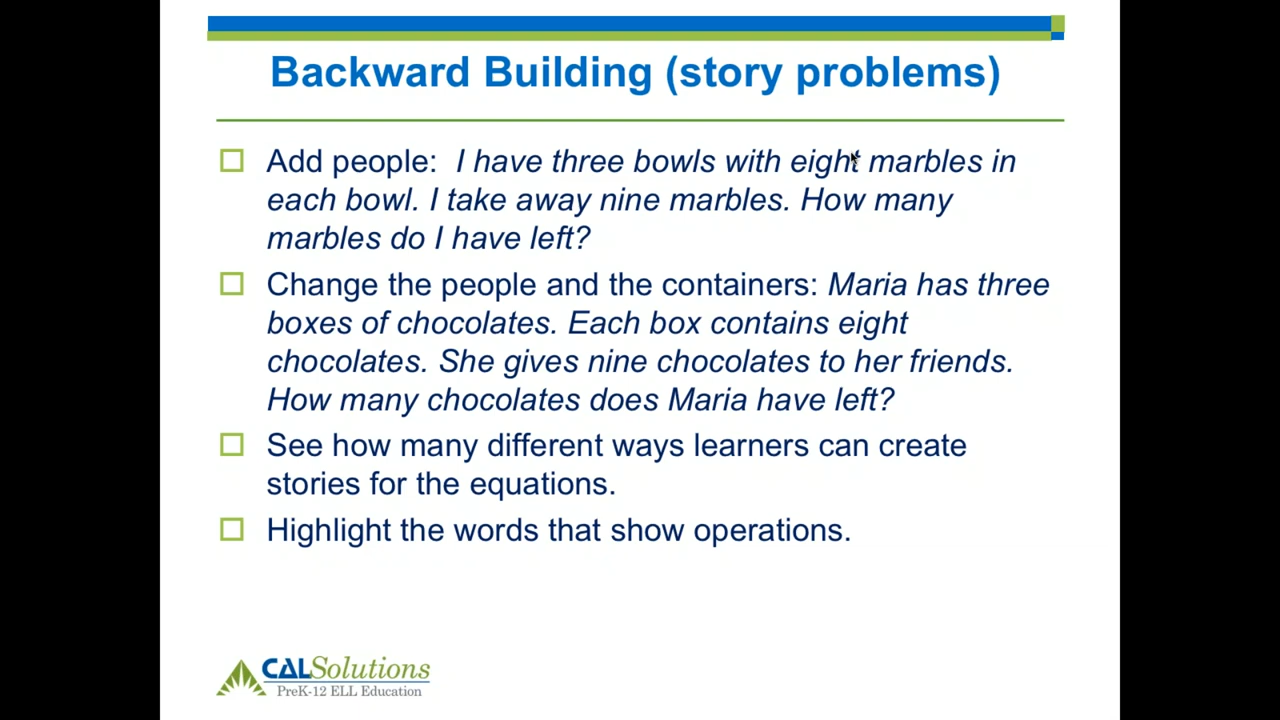 Backward Building (story problems)
Add people: I have three bowls with eight marbles in
each bowl. I take away nine marbles. How many
marbles do I have left?
Change the people and the containers: Maria has three
boxes of chocolates. Each box contains eight
chocolates. She gives nine chocolates to her friends.
How many chocolates does Maria have left?
See how many different ways learners can create
stories for the equations.
Highlight the words that show operations.
CALSolutions
PreK-12 ELL Education